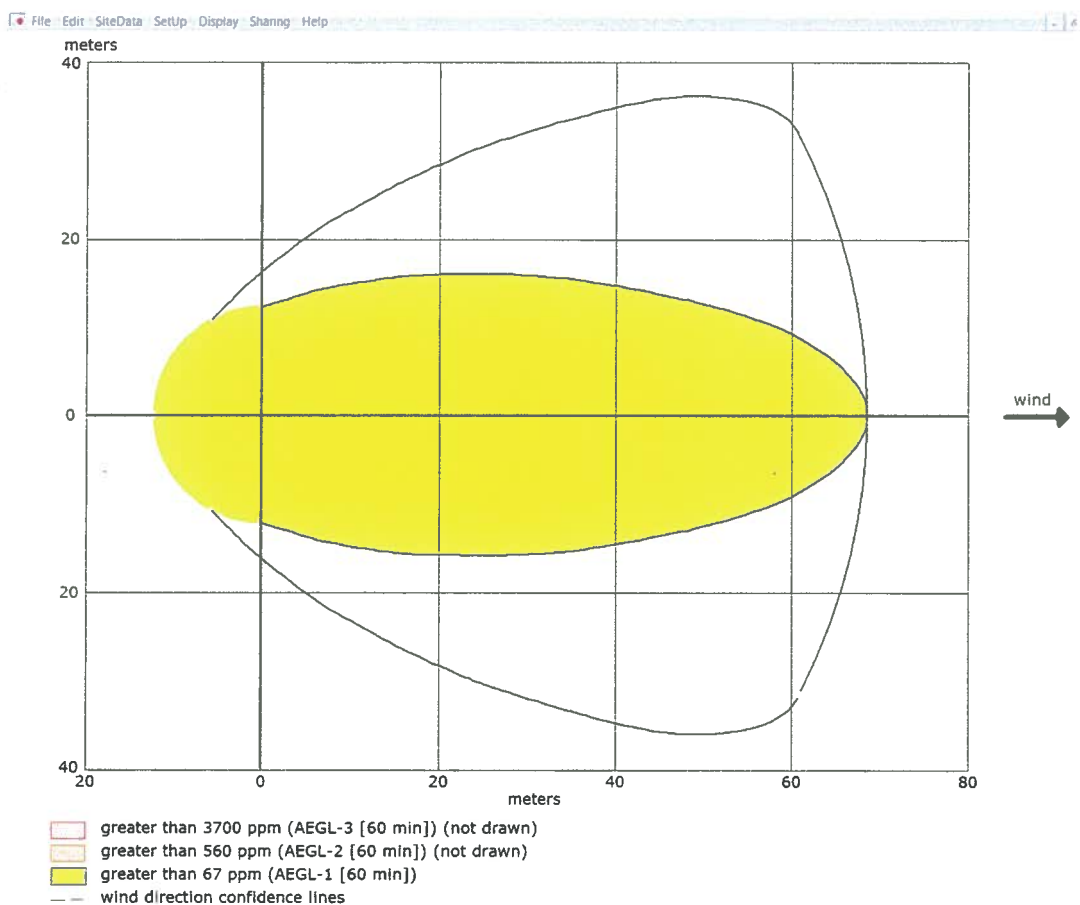 File Edit SiteData SetUp Display Sharing Help
meters
40
20
0
wind
20
40
20 0 20 40 60 80
meters
greater than 3700 ppm (AEGL-3 [60 min]) (not drawn)
greater than 560 ppm (AEGL-2 [60 min]) (not drawn)
greater than 67 ppm (AEGL-1 [60 min])
wind direction confidence lines